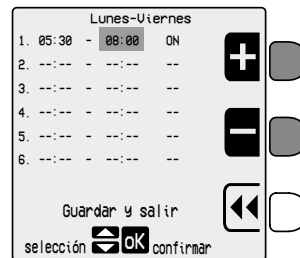 Lunes-Viernes
1. 05:30 - 08:00 ON
2. --:-- - --:-- --
3. --:-- - --:-- --
4. --:-- - --:-- --
5. --:-- - --:-- --
6. --:-- - --:-- --
Guardar y salir
selección OK confirmar